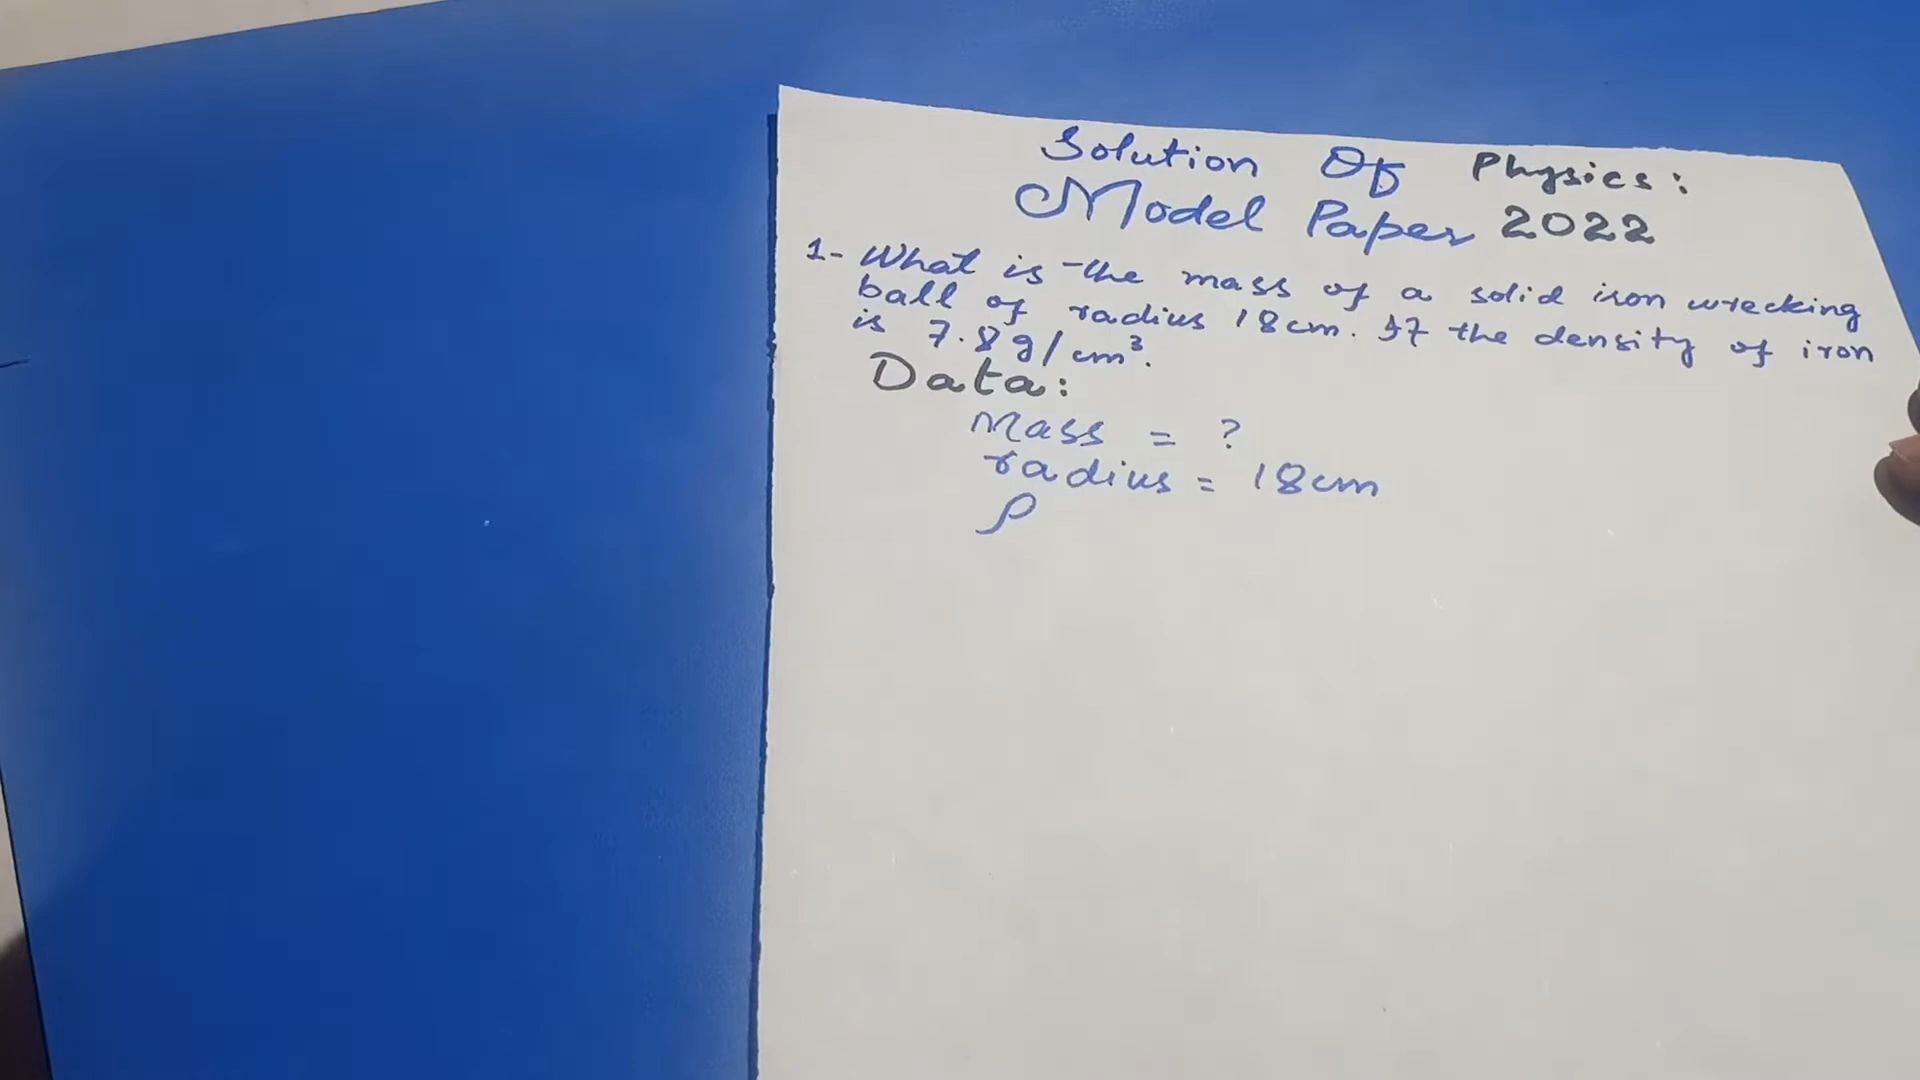 Solution Of Physics:
Model Paper 2022
1- What is the mass of a solid iron wrecking
ball of radius 18cm. If the density of iron
is 7.8g/cm³.
Data:
Mass = ?
radius = 18cm
ρ